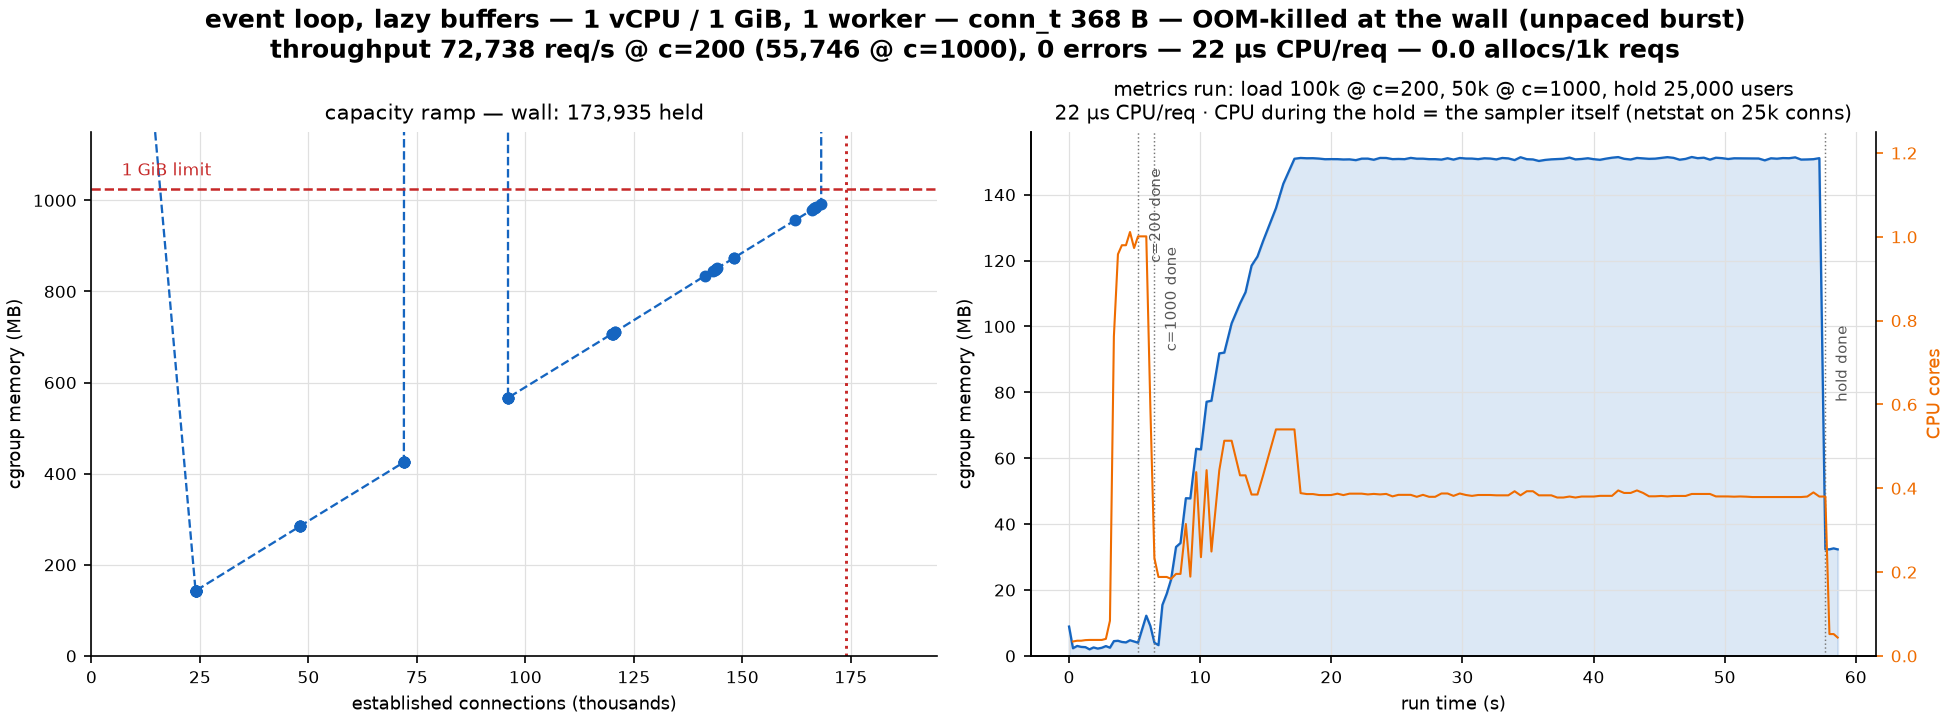 event loop, lazy buffers — 1 vCPU / 1 GiB, 1 worker — conn_t 368 B — OOM-killed at the wall (unpaced burst)
throughput 72,738 req/s @ c=200 (55,746 @ c=1000), 0 errors — 22 µs CPU/req — 0.0 allocs/1k reqs
capacity ramp — wall: 173,935 held
1 GiB limit
cgroup memory (MB)
1000
800
600
400
200
0
0
25
50
75
100
125
150
175
established connections (thousands)
metrics run: load 100k @ c=200, 50k @ c=1000, hold 25,000 users
22 µs CPU/req · CPU during the hold = the sampler itself (netstat on 25k conns)
cgroup memory (MB)
140
120
100
80
60
40
20
0
c=200 done
c=1000 done
hold done
1.2
1.0
0.8
0.6
0.4
0.2
0.0
CPU cores
0
10
20
30
40
50
60
run time (s)